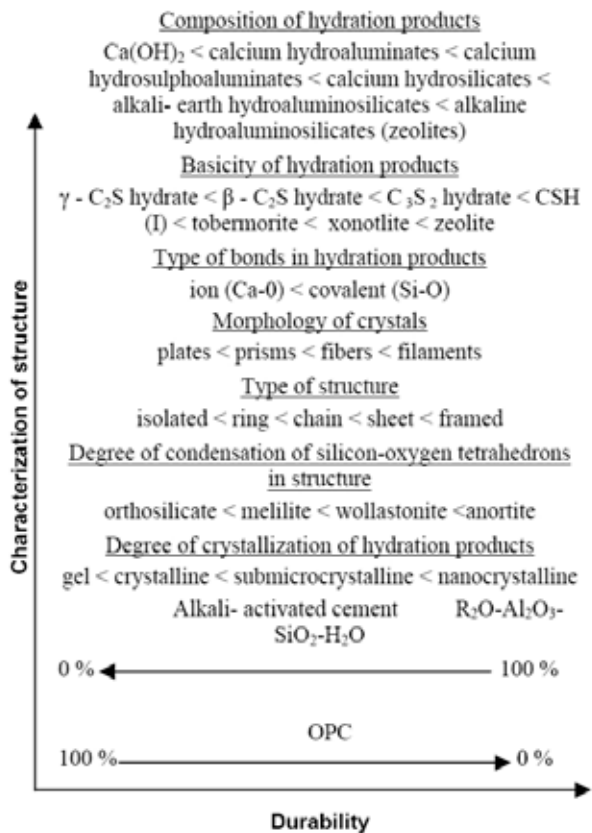 Composition of hydration products
Ca(OH)₂ < calcium hydroaluminates < calcium
hydrosulphoaluminates < calcium hydrosilicates <
alkali- earth hydroaluminosilicates < alkaline
hydroaluminosilicates (zeolites)
Basicity of hydration products
γ - C₂S hydrate < β - C₂S hydrate < C ₃S ₂ hydrate < CSH
(I) < tobermorite < xonotlite < zeolite
Type of bonds in hydration products
ion (Ca-0) < covalent (Si-O)
Morphology of crystals
plates < prisms < fibers < filaments
Type of structure
isolated < ring < chain < sheet < framed
Degree of condensation of silicon-oxygen tetrahedrons
in structure
orthosilicate < melilite < wollastonite <anortite
Degree of crystallization of hydration products
gel < crystalline < submicrocrystalline < nanocrystalline
Alkali- activated cement R₂O-Al₂O₃-
SiO₂-H₂O
0 % 100 %
OPC
100 % 0 %
Characterization of structure
Durability